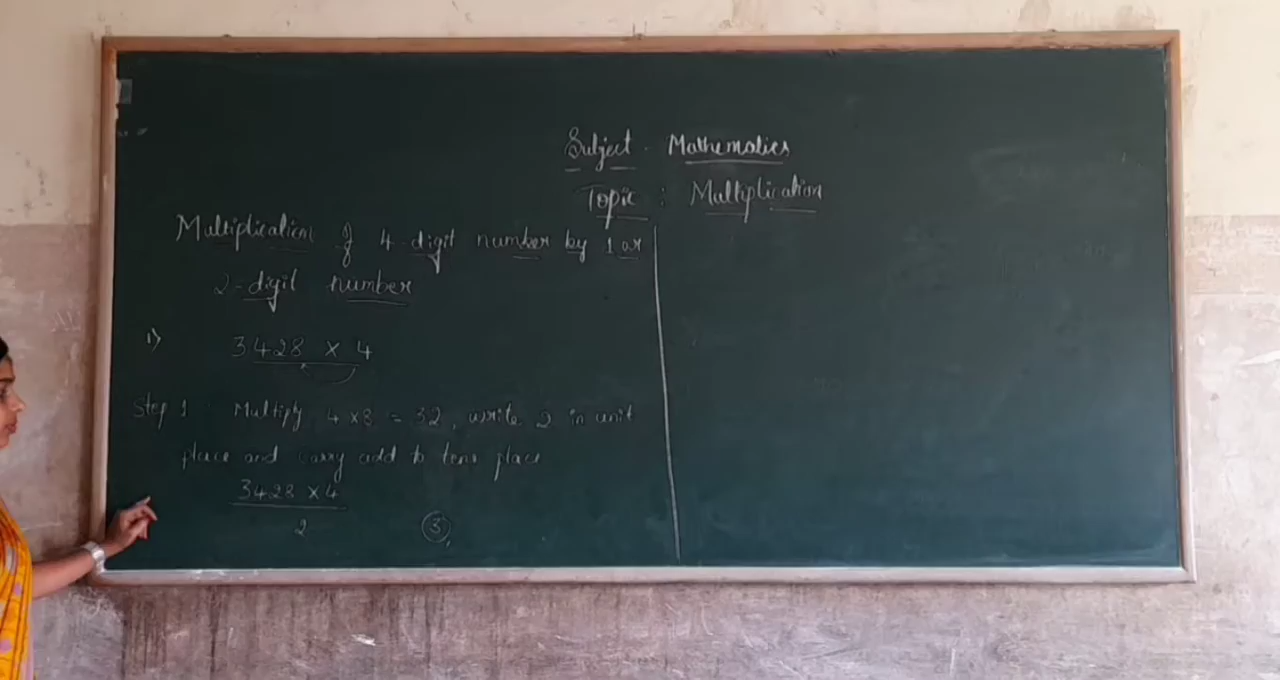 Subject - Mathematics
Topic : Multiplication
Multiplication of 4-digit number by 1 or
2-digit number
1) 3428 × 4
Step 1 : Multiply 4 × 8 = 32, write 2 in unit
place and carry add to tens place
3428 × 4
2 3